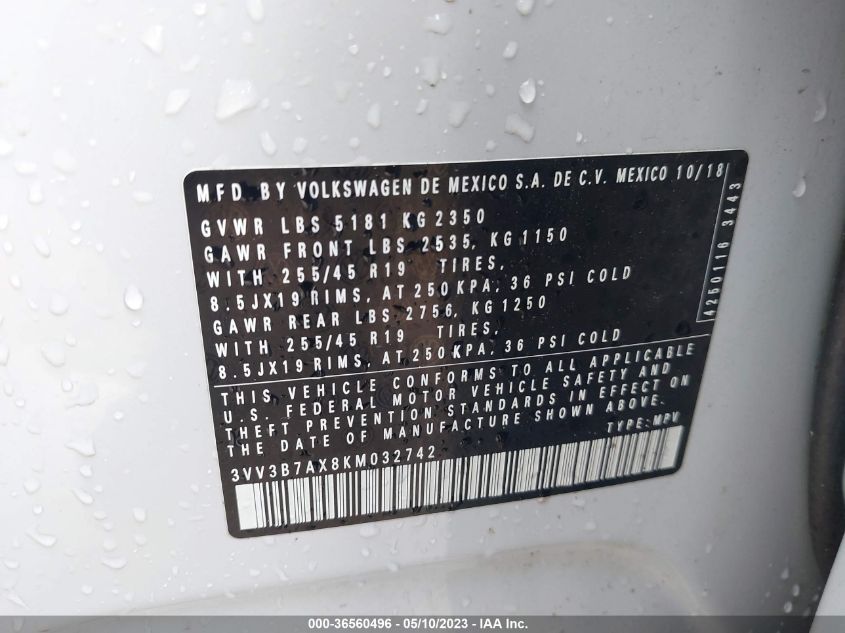 MFD. BY VOLKSWAGEN DE MEXICO S.A. DE C.V. MEXICO 10/18
GVWR LBS 5181 KG 2350
GAWR FRONT LBS 2535, KG 1150
WITH 255/45 R19 TIRES,
8.5JX19 RIMS, AT 250 KPA, 36 PSI COLD
GAWR REAR LBS 2756, KG 1250
WITH 255/45 R19 TIRES,
8.5JX19 RIMS, AT 250 KPA, 36 PSI COLD
THIS VEHICLE CONFORMS TO ALL APPLICABLE
U.S. FEDERAL MOTOR VEHICLE SAFETY AND
THEFT PREVENTION STANDARDS IN EFFECT ON
THE DATE OF MANUFACTURE SHOWN ABOVE.
TYPE: MPV
3VV3B7AX8KM032742
4250116 3443
000-36560496 - 05/10/2023 - IAA Inc.